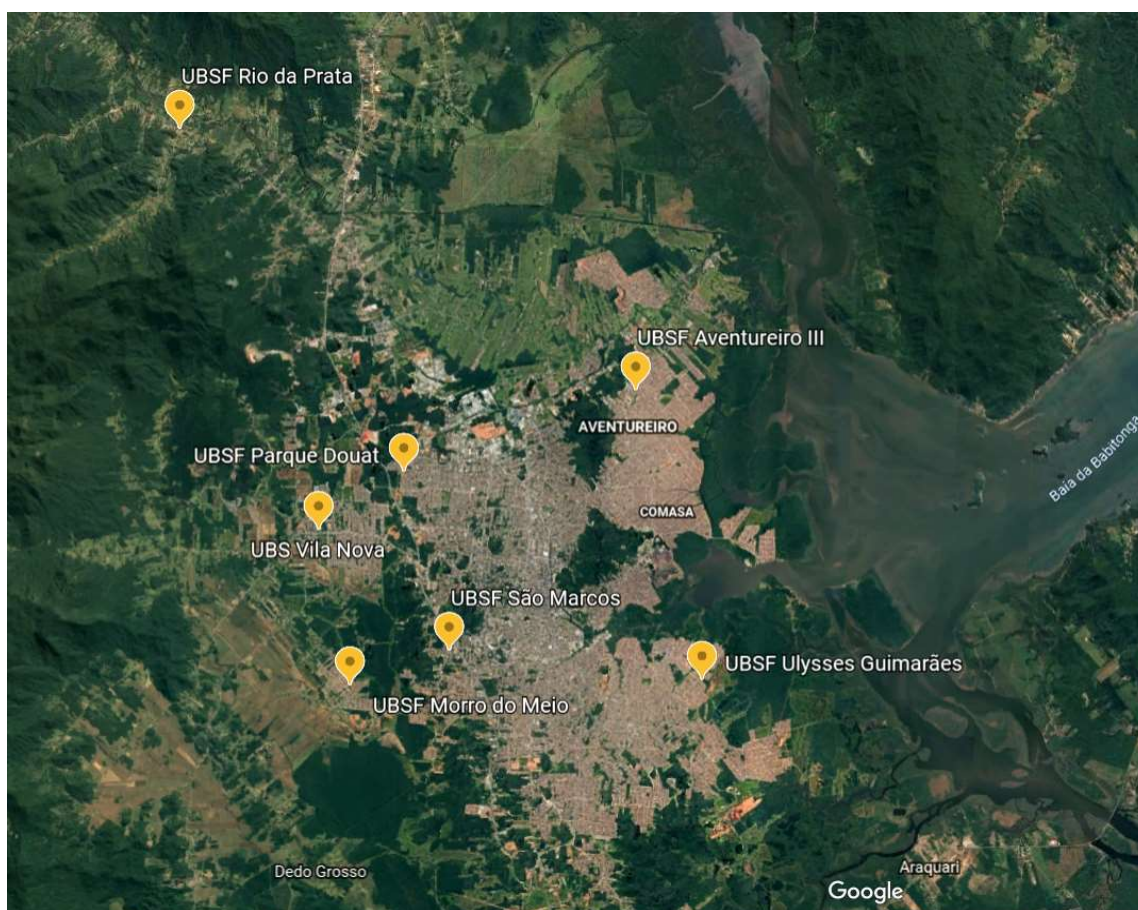 UBSF Rio da Prata
UBSF Aventureiro III
AVENTUREIRO
UBSF Parque Douat
Baía da Babitonga
COMASA
UBS Vila Nova
UBSF São Marcos
UBSF Ulysses Guimarães
UBSF Morro do Meio
Dedo Grosso
Araquari
Google